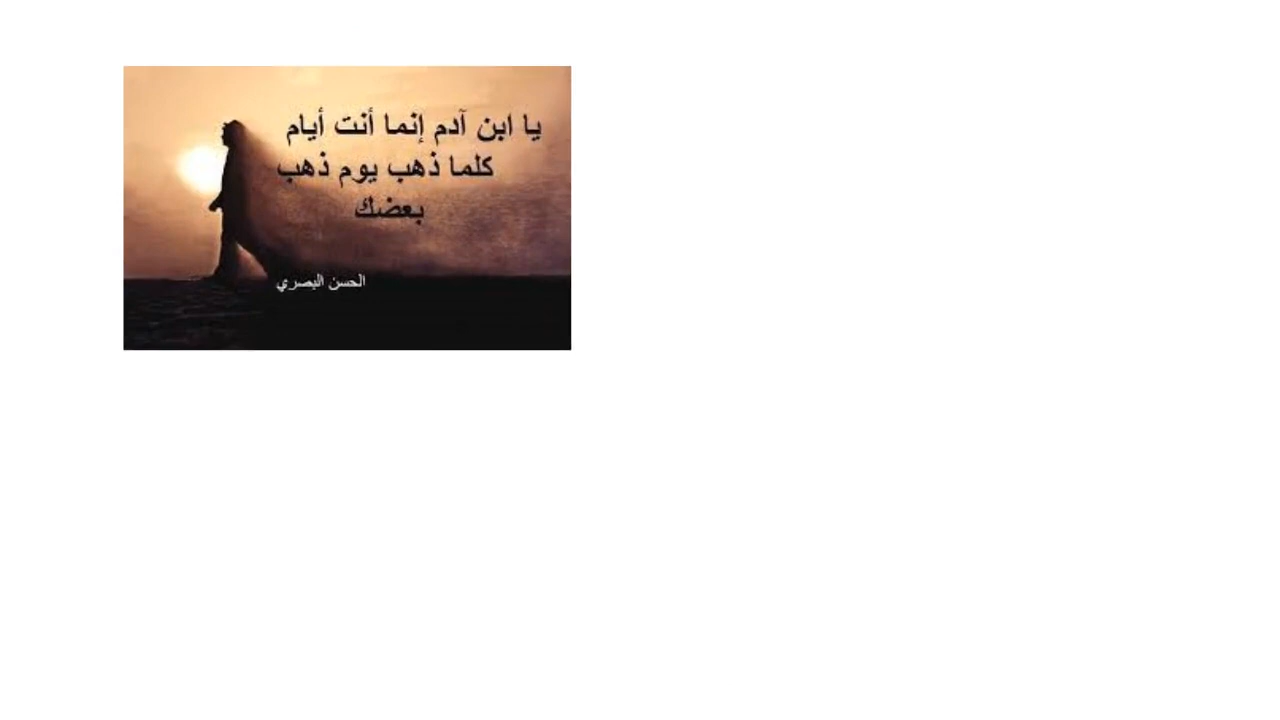 يا ابن آدم إنما أنت أيام
كلما ذهب يوم ذهب
بعضك
الحسن البصري